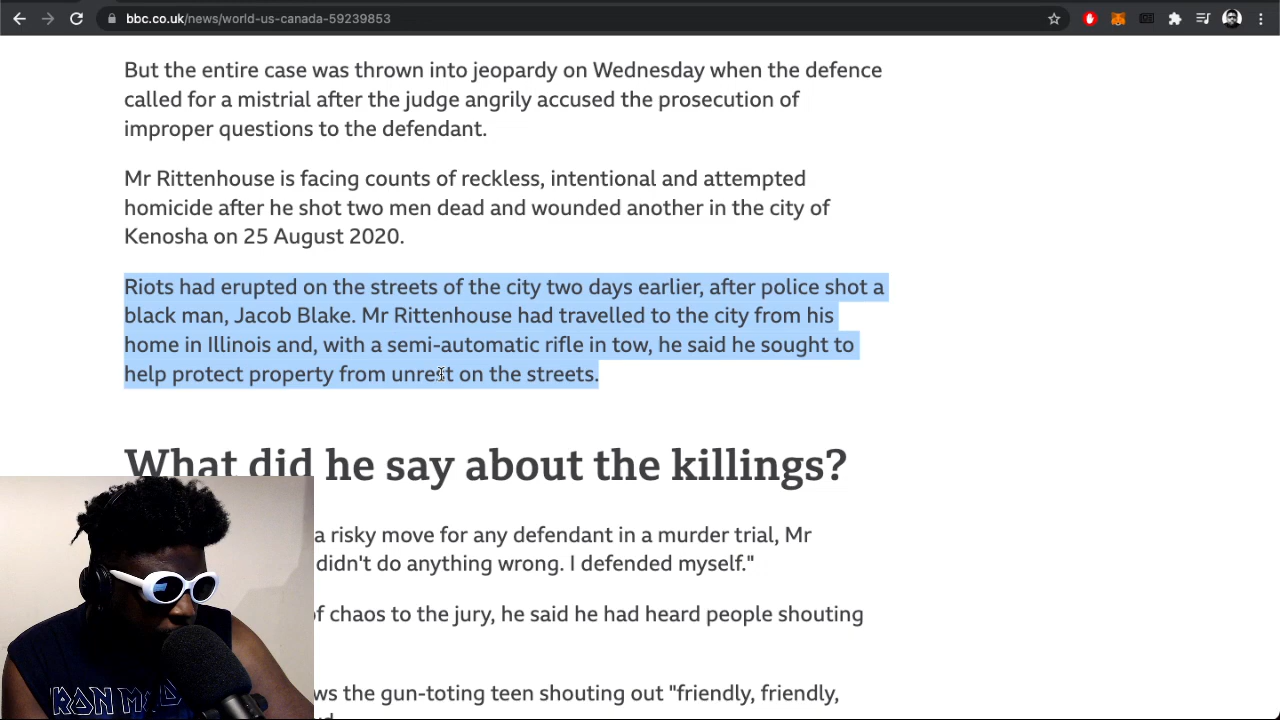 bbc.co.uk/news/world-us-canada-59239853
But the entire case was thrown into jeopardy on Wednesday when the defence
called for a mistrial after the judge angrily accused the prosecution of
improper questions to the defendant.
Mr Rittenhouse is facing counts of reckless, intentional and attempted
homicide after he shot two men dead and wounded another in the city of
Kenosha on 25 August 2020.
Riots had erupted on the streets of the city two days earlier, after police shot a
black man, Jacob Blake. Mr Rittenhouse had travelled to the city from his
home in Illinois and, with a semi-automatic rifle in tow, he said he sought to
help protect property from unrest on the streets.
What did he say about the killings?
a risky move for any defendant in a murder trial, Mr
didn't do anything wrong. I defended myself."
of chaos to the jury, he said he had heard people shouting
ws the gun-toting teen shouting out "friendly, friendly,
IRON